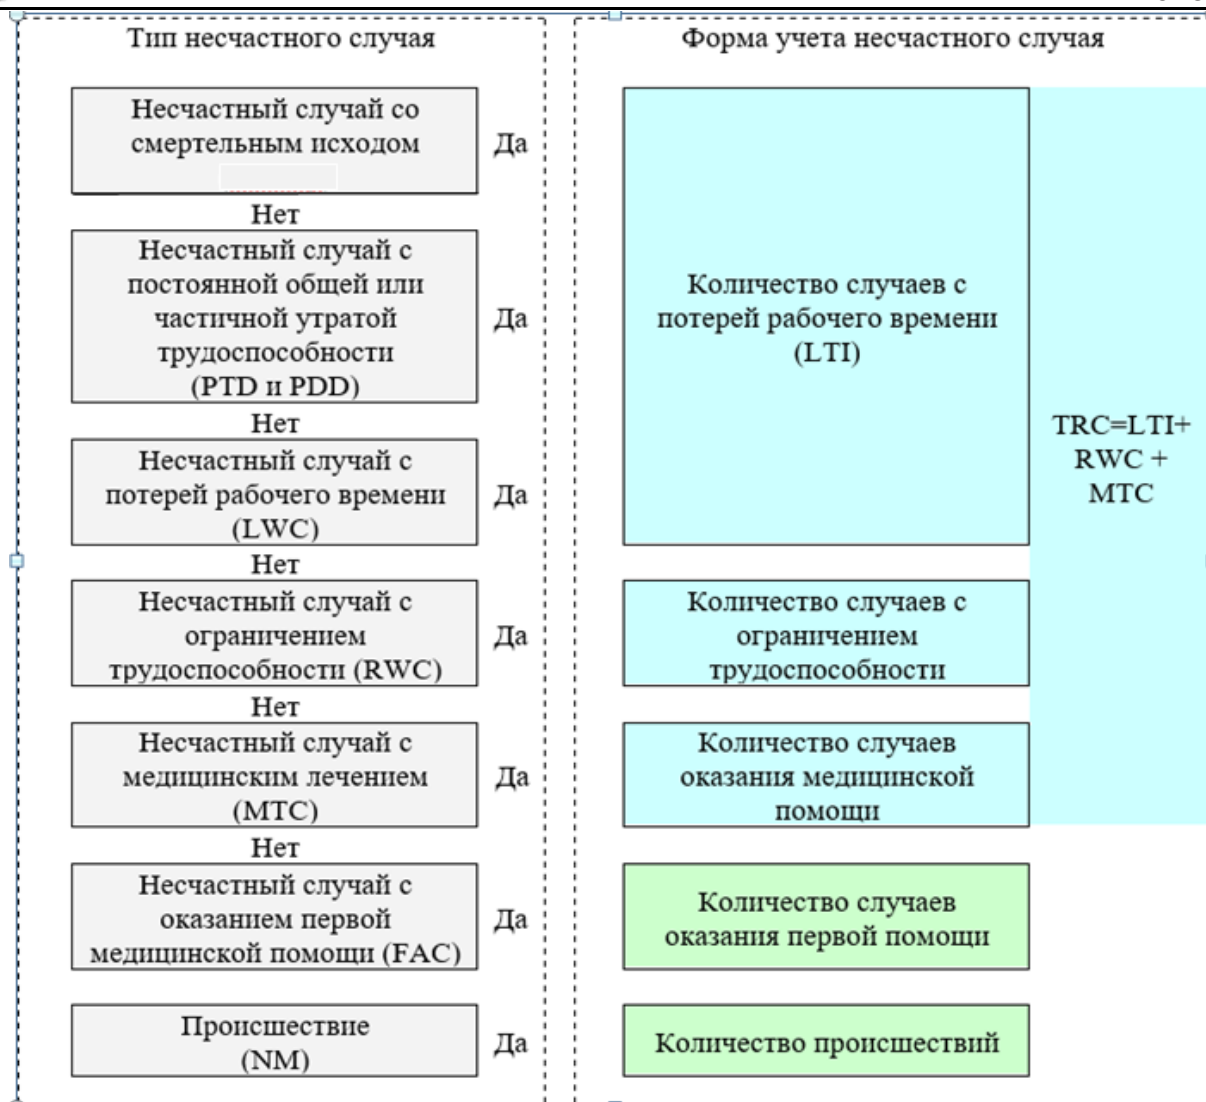 Тип несчастного случая
Форма учета несчастного случая
Несчастный случай со
смертельным исходом
Да
Нет
Несчастный случай с
постоянной общей или
частичной утратой
трудоспособности
(PTD и PDD)
Да
Количество случаев с
потерей рабочего времени
(LTI)
Нет
Несчастный случай с
потерей рабочего времени
(LWC)
Да
TRC=LTI+
RWC +
MTC
Нет
Несчастный случай с
ограничением
трудоспособности (RWC)
Да
Количество случаев с
ограничением
трудоспособности
Нет
Несчастный случай с
медицинским лечением
(MTC)
Да
Количество случаев
оказания медицинской
помощи
Нет
Несчастный случай с
оказанием первой
медицинской помощи (FAC)
Да
Количество случаев
оказания первой помощи
Происшествие
(NM)
Да
Количество происшествий